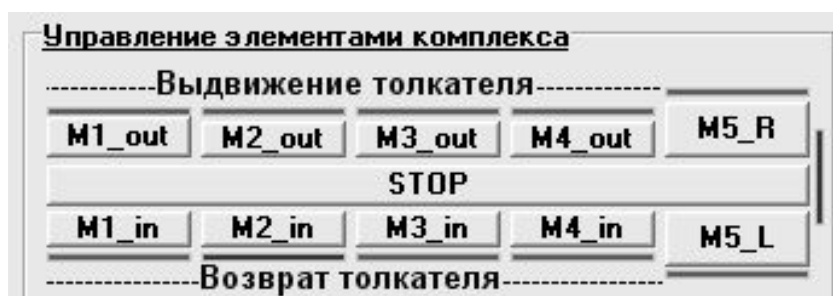 Управление элементами комплекса
-----------Выдвижение толкателя-------------
M1_out M2_out M3_out M4_out M5_R
STOP
M1_in M2_in M3_in M4_in M5_L
---------------Возврат толкателя---------------